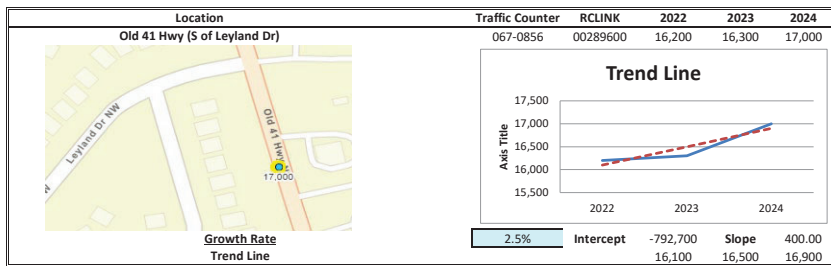 Location Traffic Counter RCLINK 2022 2023 2024
Old 41 Hwy (S of Leyland Dr) 067-0856 00289600 16,200 16,300 17,000
Leyland Dr NW
Old 41 Hwy
17,000
Trend Line
17,500
17,000
16,500
16,000
15,500
Axis Title
2022 2023 2024
Growth Rate 2.5% Intercept -792,700 Slope 400.00
Trend Line 16,100 16,500 16,900